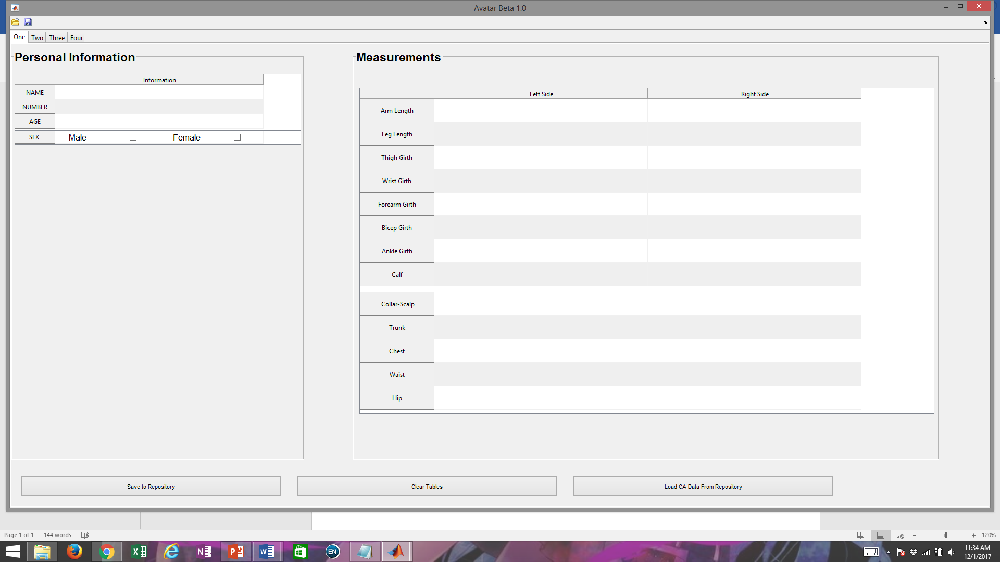 Avatar Beta 1.0
One Two Three Four
Personal Information
Information
NAME
NUMBER
AGE
SEX Male Female
Measurements
Left Side Right Side
Arm Length
Leg Length
Thigh Girth
Wrist Girth
Forearm Girth
Bicep Girth
Ankle Girth
Calf
Collar-Scalp
Trunk
Chest
Waist
Hip
Save to Repository Clear Tables Load CA Data From Repository
Page 1 of 1 144 words 120%
EN
11:34 AM
12/1/2017